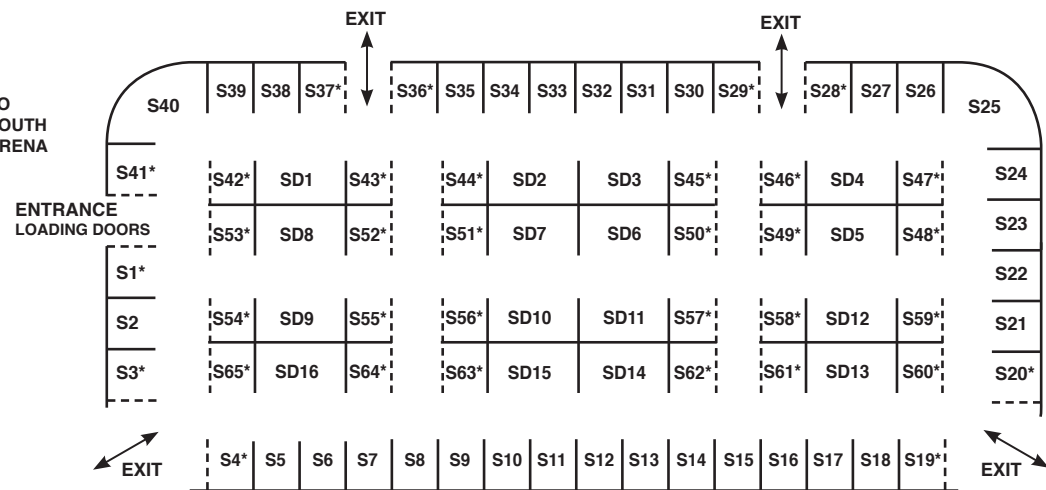 EXIT EXIT
S39 S38 S37* S36* S35 S34 S33 S32 S31 S30 S29* S28* S27 S26
S40 S25
O
OUTH
RENA
S41* S42* SD1 S43* S44* SD2 SD3 S45* S46* SD4 S47* S24
ENTRANCE
LOADING DOORS
S53* SD8 S52* S51* SD7 SD6 S50* S49* SD5 S48* S23
S1* S22
S2 S54* SD9 S55* S56* SD10 SD11 S57* S58* SD12 S59* S21
S3* S65* SD16 S64* S63* SD15 SD14 S62* S61* SD13 S60* S20*
EXIT S4* S5 S6 S7 S8 S9 S10 S11 S12 S13 S14 S15 S16 S17 S18 S19* EXIT